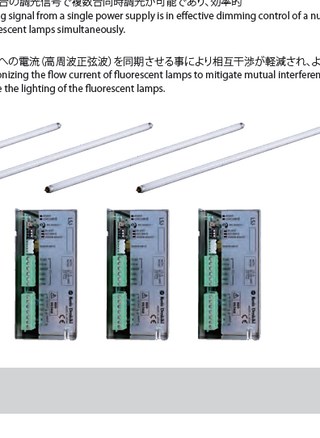 台の調光信号で複数台同時調光が可能であり、効率的
ng signal from a single power supply is in effective dimming control of a nu
escent lamps simultaneously.
への電流(高周波正弦波)を同期させる事により相互干渉が軽減され、よ
onizing the flow current of fluorescent lamps to mitigate mutual interferen
e the lighting of the fluorescent lamps.